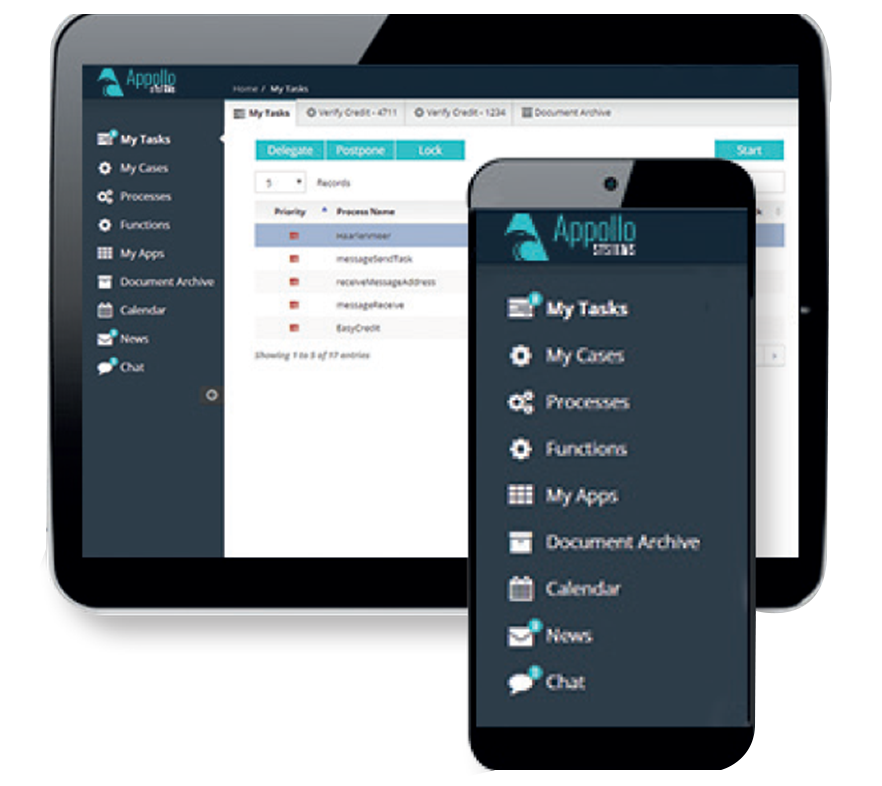 Appollo
SYSTEMS
Home / My Tasks
My Tasks
Verify Credit - 4711
Verify Credit - 1234
Document Archive
My Tasks
My Cases
Processes
Functions
My Apps
Document Archive
Calendar
News
Chat
Delegate
Postpone
Lock
Start
5
Records
Priority
Process Name
Haarlenmeer
messageSendTask
receiveMessageAddress
messageReceive
EasyCredit
Showing 1 to 5 of 17 entries
Appollo
SYSTEMS
My Tasks
My Cases
Processes
Functions
My Apps
Document Archive
Calendar
News
Chat